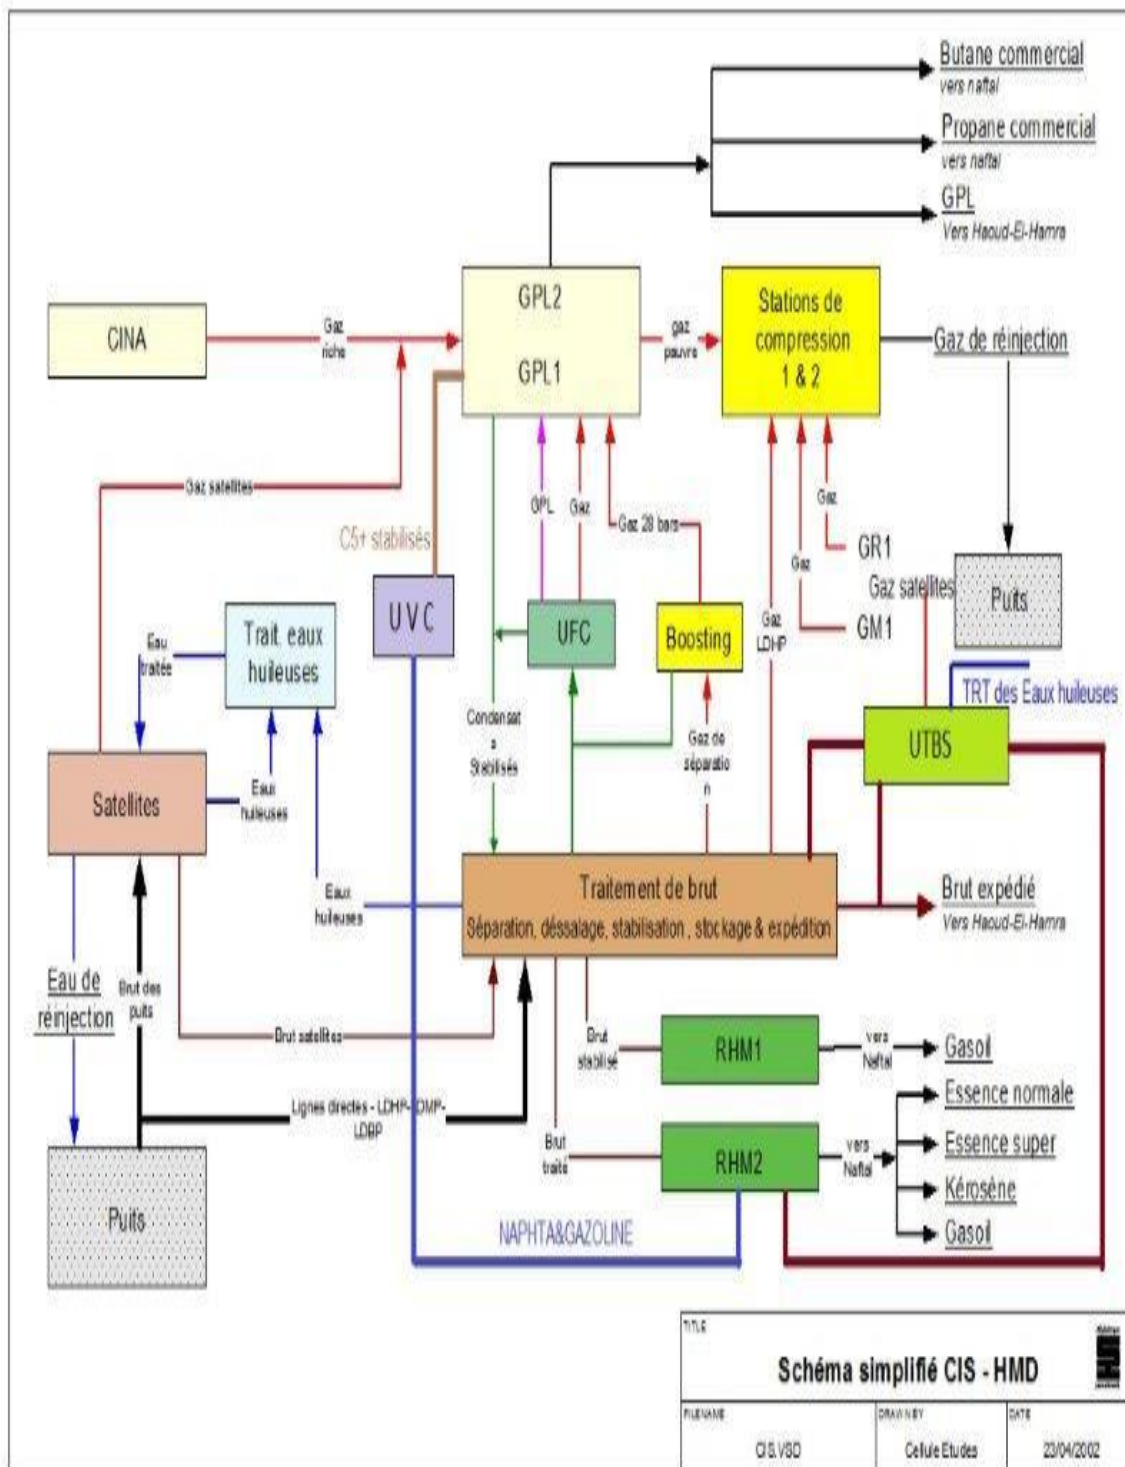 Butane commercial
vers naftal
Propane commercial
vers naftal
GPL
Vers Haoud-El-Hamra
CINA
Gaz
riche
GPL2
GPL1
gaz
pauvre
Stations de
compression
1 & 2
Gaz de réinjection
Gaz satellites
C5+ stabilisés
GPL
Gaz
Gaz 28 bars
Gaz
LDHP
Gaz
Gaz
GR1
GM1
Gaz satellites
Puits
UVC
UFC
Boosting
Trait. eaux
huileuses
Eau
traitée
Eaux
huileuses
Satellites
Condensat
s
Stabilisés
Gaz de
séparatio
n
TRT des Eaux huileuses
UTBS
Traitement de brut
Séparation, déssalage, stabilisation , stockage & expédition
Eaux
huileuses
Brut expédié
Vers Haoud-El-Hamra
Eau de
réinjection
Brut des
puits
Brut satellites
Lignes directes - LDHP- DMP-
LDBP
Brut
stabilisé
RHM1
vers
Naftal
Gasoil
Brut
traité
RHM2
vers
Naftal
Essence normale
Essence super
Kérosène
Gasoil
Puits
NAPHTA&GAZOLINE
TITLE
Schéma simplifié CIS - HMD
FILENAME
CIS.VSD
DRAWN BY
Cellule Etudes
DATE
23/04/2002